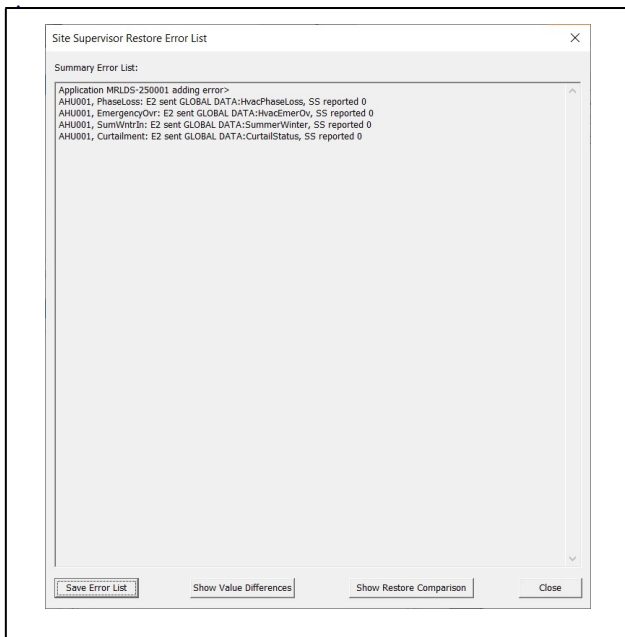 Site Supervisor Restore Error List
Summary Error List:
Application MRLDS-250001 adding error>
AHU001, PhaseLoss: E2 sent GLOBAL DATA:HvacPhaseLoss, SS reported 0
AHU001, EmergencyOvr: E2 sent GLOBAL DATA:HvacEmerOv, SS reported 0
AHU001, SumWntrIn: E2 sent GLOBAL DATA:SummerWinter, SS reported 0
AHU001, Curtailment: E2 sent GLOBAL DATA:CurtailStatus, SS reported 0
Save Error List Show Value Differences Show Restore Comparison Close